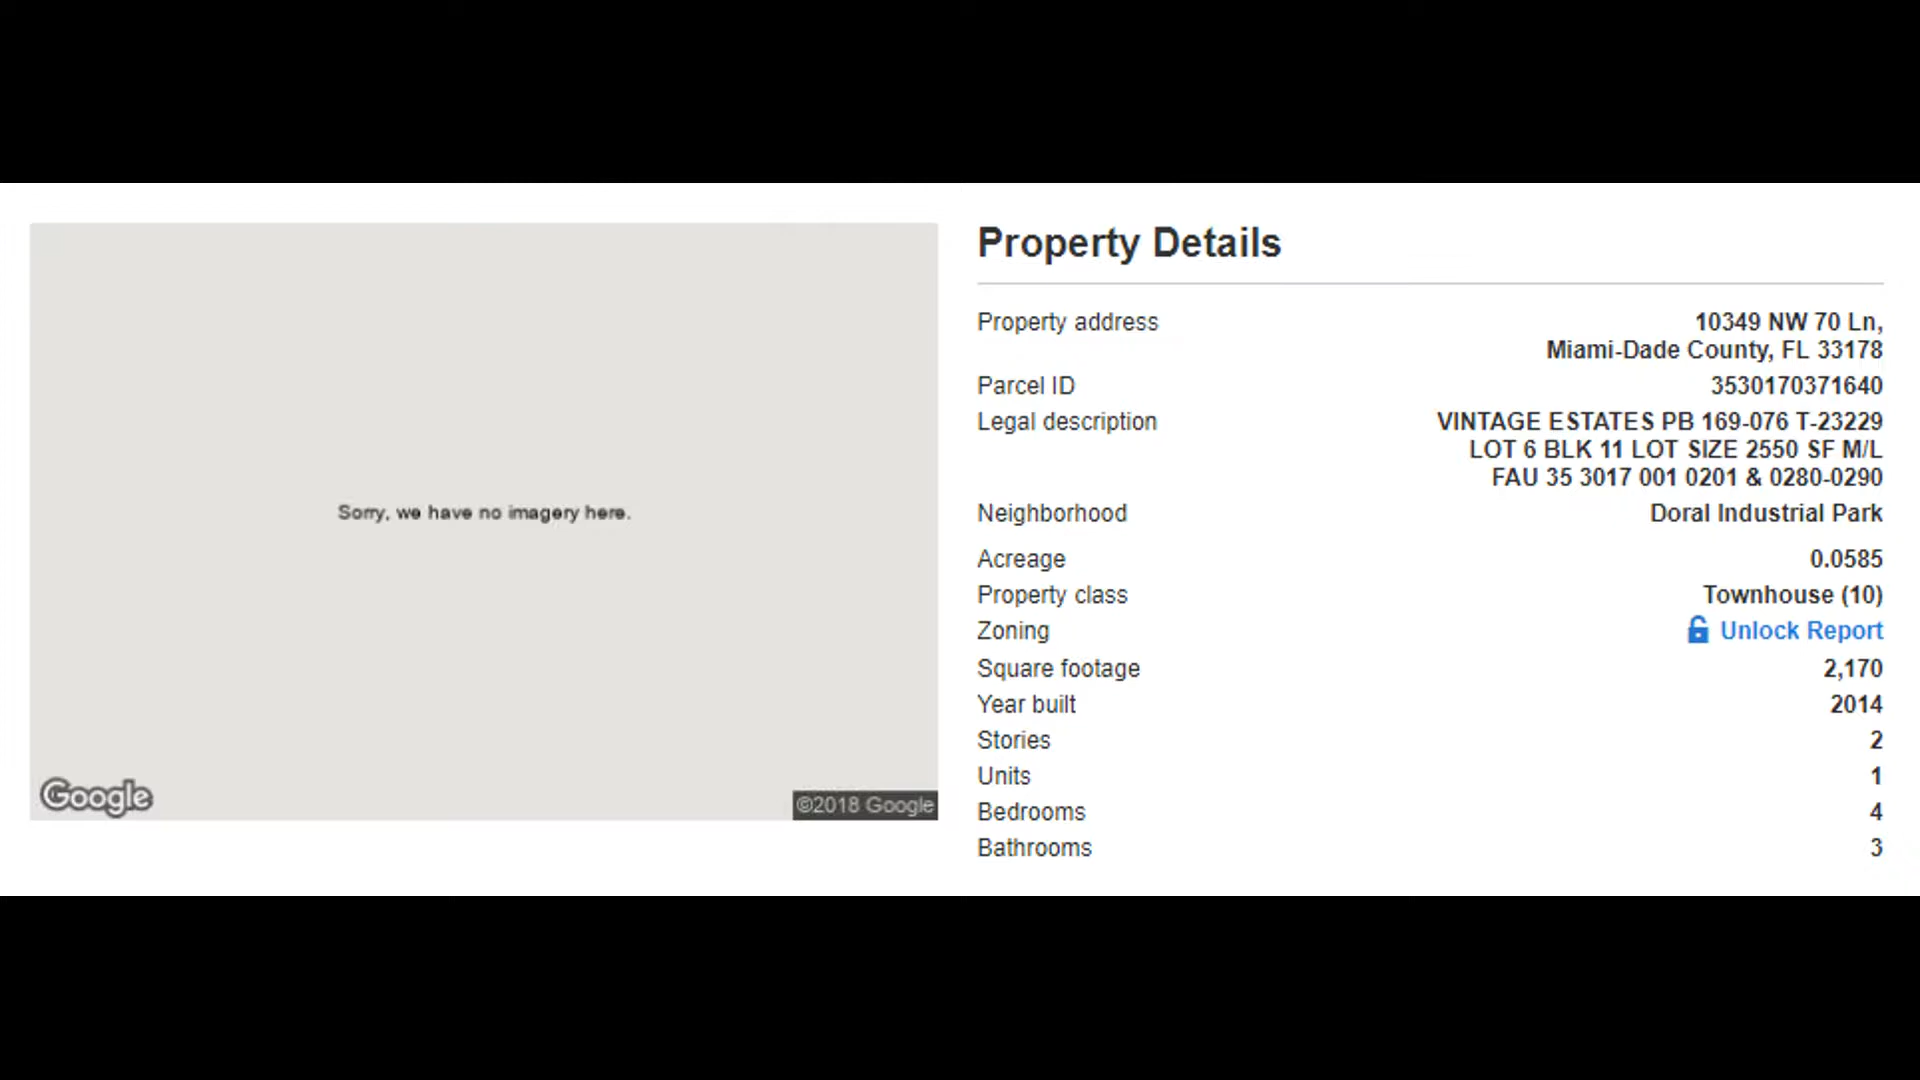 Sorry, we have no imagery here.
Google
©2018 Google
Property Details
Property address 10349 NW 70 Ln,
Miami-Dade County, FL 33178
Parcel ID 3530170371640
Legal description VINTAGE ESTATES PB 169-076 T-23229
LOT 6 BLK 11 LOT SIZE 2550 SF M/L
FAU 35 3017 001 0201 & 0280-0290
Neighborhood Doral Industrial Park
Acreage 0.0585
Property class Townhouse (10)
Zoning Unlock Report
Square footage 2,170
Year built 2014
Stories 2
Units 1
Bedrooms 4
Bathrooms 3